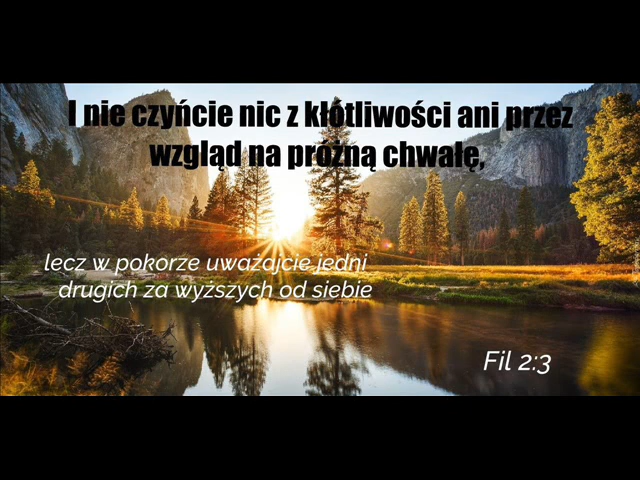 I nie czyńcie nic z kłótliwości ani przez
wzgląd na próżną chwałę,
lecz w pokorze uważajcie jedni
drugich za wyższych od siebie
Fil 2:3